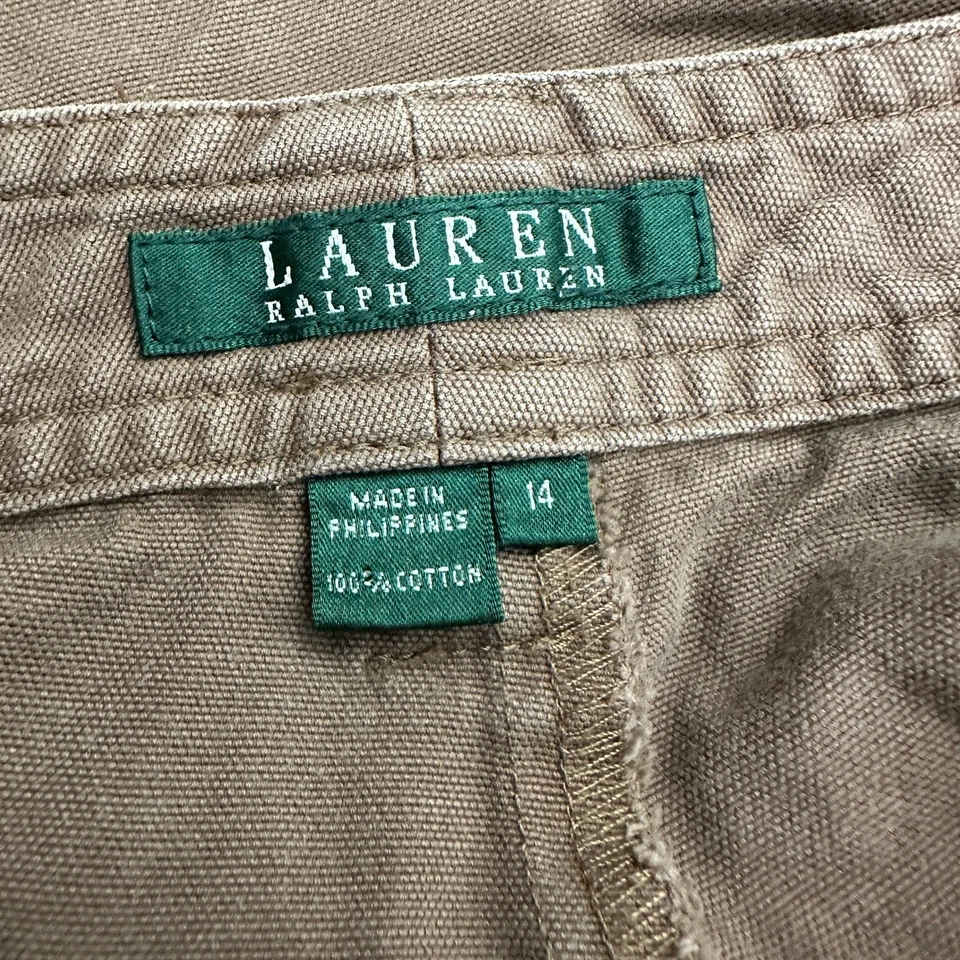 LAUREN
RALPH LAUREN
MADE IN
PHILIPPINES
100% COTTON
14